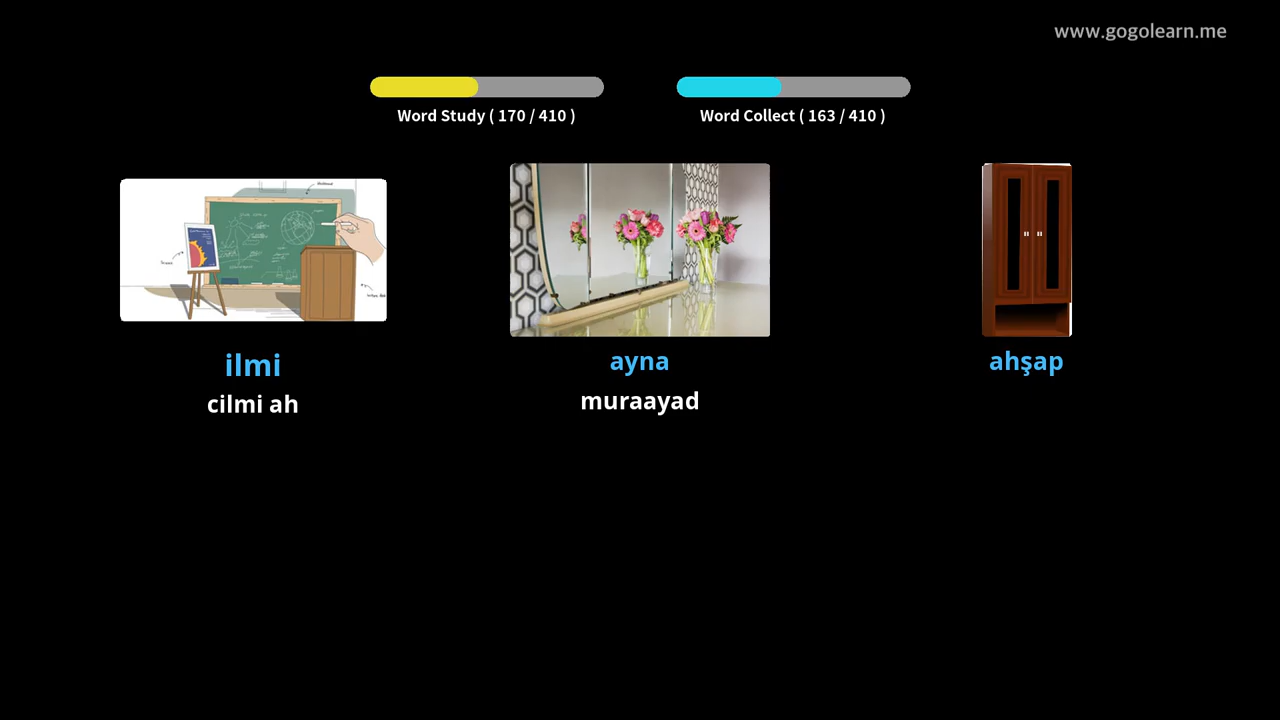 www.gogolearn.me
Word Study ( 170 / 410 )
Word Collect ( 163 / 410 )
ilmi
cilmi ah
ayna
muraayad
ahşap